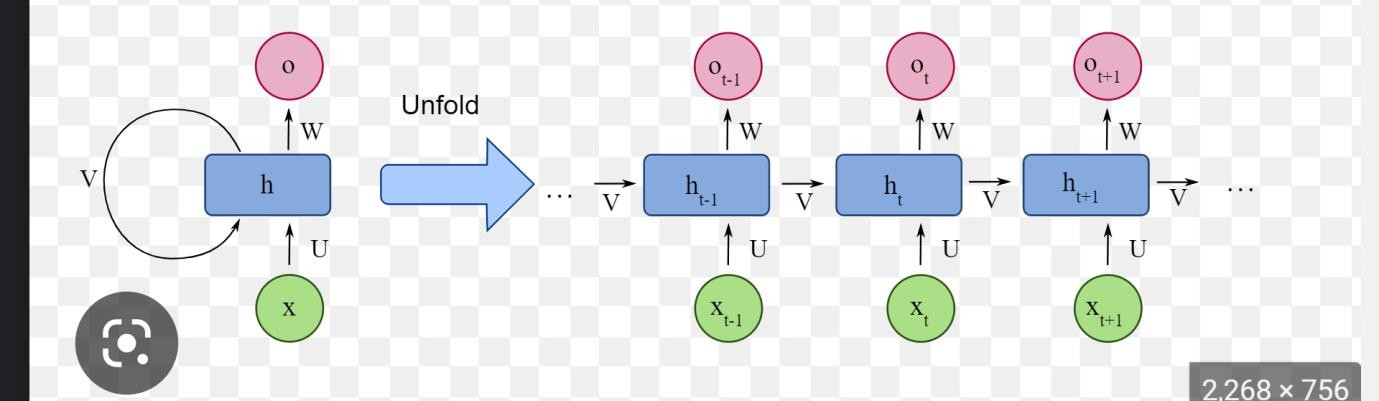 o
o t-1
o t
o t+1
Unfold
W
W
W
W
V
h
...
V
h t-1
V
h t
V
h t+1
V
...
U
U
U
U
x
x t-1
x t
x t+1
2,268 × 756